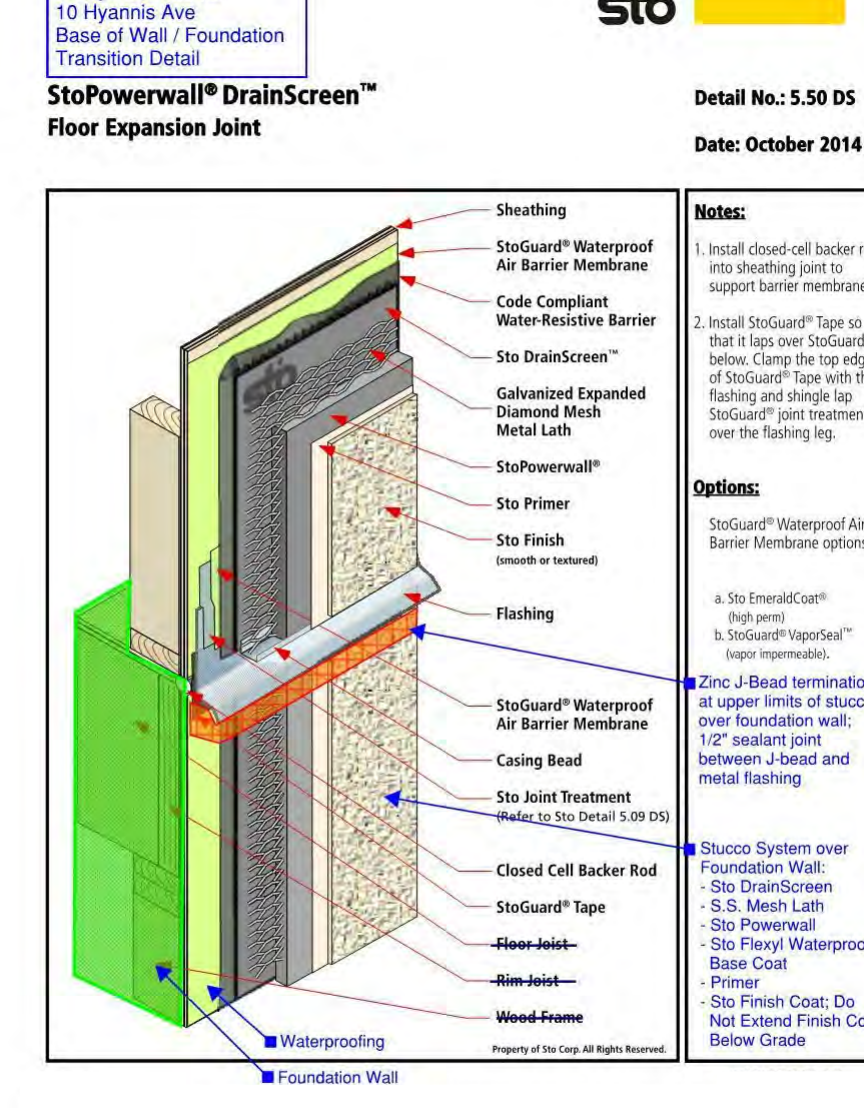 10 Hyannis Ave
Base of Wall / Foundation
Transition Detail
sto
StoPowerwall® DrainScreen™
Floor Expansion Joint
Detail No.: 5.50 DS
Date: October 2014
Sheathing
StoGuard® Waterproof
Air Barrier Membrane
Code Compliant
Water-Resistive Barrier
Sto DrainScreen™
Galvanized Expanded
Diamond Mesh
Metal Lath
StoPowerwall®
Sto Primer
Sto Finish
(smooth or textured)
Flashing
StoGuard® Waterproof
Air Barrier Membrane
Casing Bead
Sto Joint Treatment
(Refer to Sto Detail 5.09 DS)
Closed Cell Backer Rod
StoGuard® Tape
Floor Joist
Rim Joist
Wood Frame
Property of Sto Corp. All Rights Reserved.
sto
Waterproofing
Foundation Wall
Notes:
1. Install closed-cell backer
into sheathing joint to
support barrier membrane
2. Install StoGuard® Tape so
that it laps over StoGuard
below. Clamp the top
of StoGuard® Tape with
flashing and shingle lap
StoGuard® joint
over the flashing leg.
Options:
StoGuard® Waterproof Air
Barrier Membrane options
a. Sto EmeraldCoat®
(high perm)
b. StoGuard® VaporSeal™
(vapor impermeable).
Zinc J-Bead
at upper limits of
over foundation wall;
1/2" sealant joint
between J-bead and
metal flashing
Stucco System over
Foundation Wall:
- Sto DrainScreen
- S.S. Mesh Lath
- Sto Powerwall
- Sto Flexyl
Base Coat
- Primer
- Sto Finish Coat; Do
Not Extend Finish
Below Grade